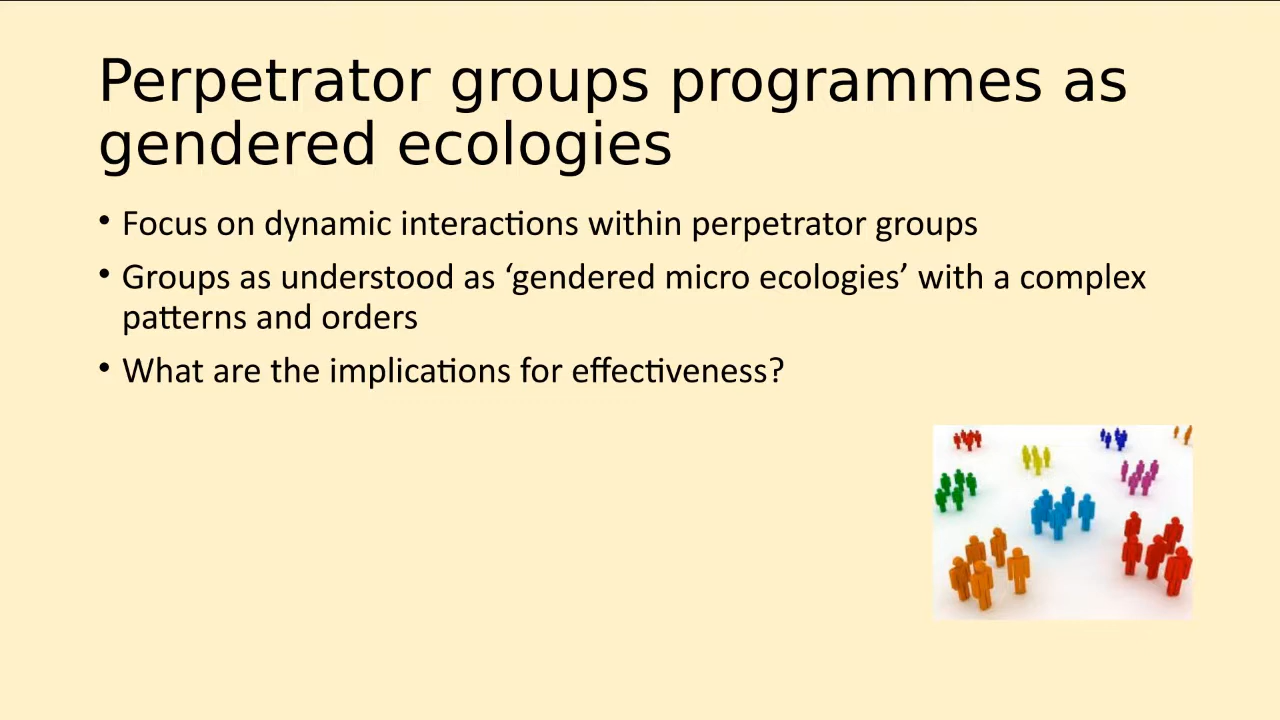 Perpetrator groups programmes as
gendered ecologies
• Focus on dynamic interactions within perpetrator groups
• Groups as understood as ‘gendered micro ecologies’ with a complex
patterns and orders
• What are the implications for effectiveness?